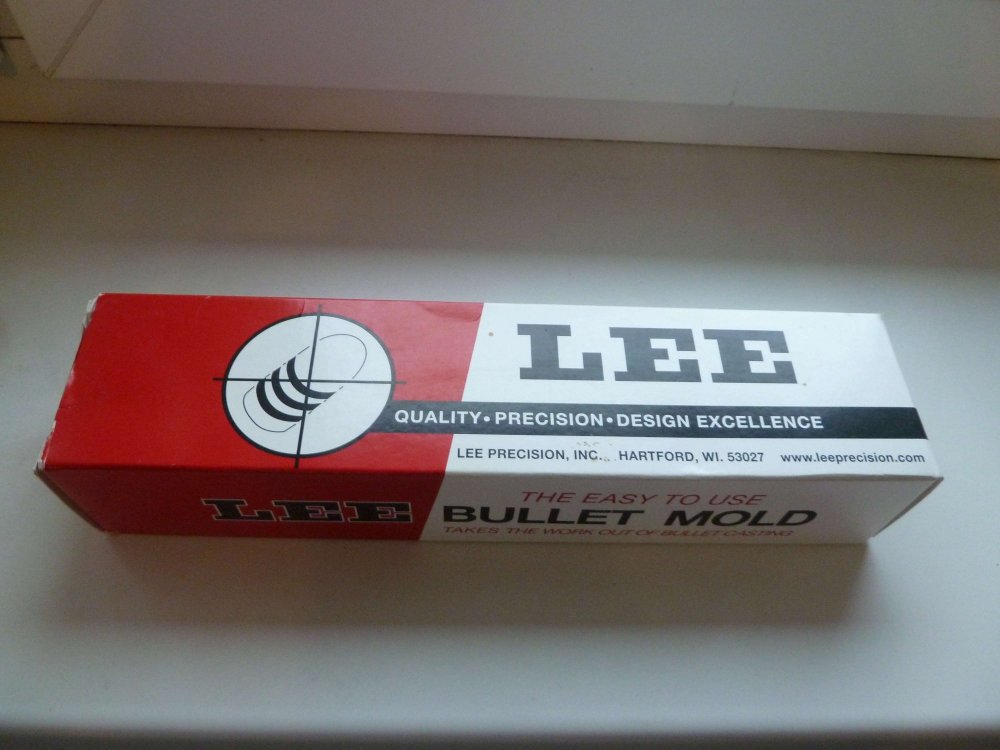 LEE
QUALITY • PRECISION • DESIGN EXCELLENCE
LEE PRECISION, INC. HARTFORD, WI. 53027 www.leeprecision.com
THE EASY TO USE
LEE BULLET MOLD
TAKES THE WORK OUT OF BULLET CASTING